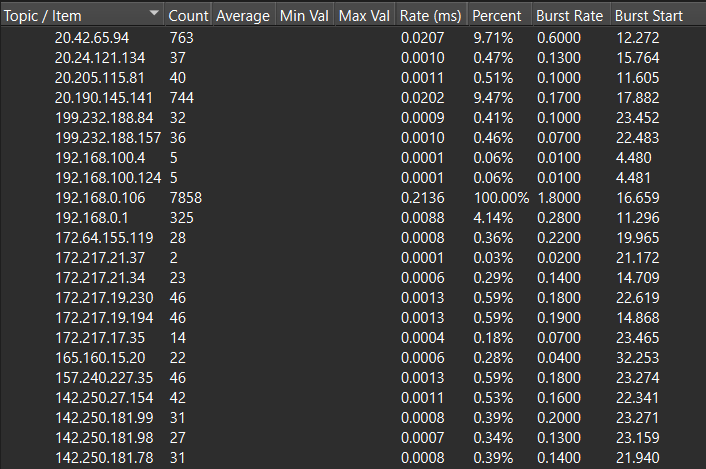 Topic / Item Count Average Min Val Max Val Rate (ms) Percent Burst Rate Burst Start
20.42.65.94 763 0.0207 9.71% 0.6000 12.272
20.24.121.134 37 0.0010 0.47% 0.1300 15.764
20.205.115.81 40 0.0011 0.51% 0.1000 11.605
20.190.145.141 744 0.0202 9.47% 0.1700 17.882
199.232.188.84 32 0.0009 0.41% 0.1000 23.452
199.232.188.157 36 0.0010 0.46% 0.0700 22.483
192.168.100.4 5 0.0001 0.06% 0.0100 4.480
192.168.100.124 5 0.0001 0.06% 0.0100 4.481
192.168.0.106 7858 0.2136 100.00% 1.8000 16.659
192.168.0.1 325 0.0088 4.14% 0.2800 11.296
172.64.155.119 28 0.0008 0.36% 0.2200 19.965
172.217.21.37 2 0.0001 0.03% 0.0200 21.172
172.217.21.34 23 0.0006 0.29% 0.1400 14.709
172.217.19.230 46 0.0013 0.59% 0.1800 22.619
172.217.19.194 46 0.0013 0.59% 0.1900 14.868
172.217.17.35 14 0.0004 0.18% 0.0700 23.465
165.160.15.20 22 0.0006 0.28% 0.0400 32.253
157.240.227.35 46 0.0013 0.59% 0.1800 23.274
142.250.27.154 42 0.0011 0.53% 0.1600 22.341
142.250.181.99 31 0.0008 0.39% 0.2000 23.271
142.250.181.98 27 0.0007 0.34% 0.1300 23.159
142.250.181.78 31 0.0008 0.39% 0.1400 21.940